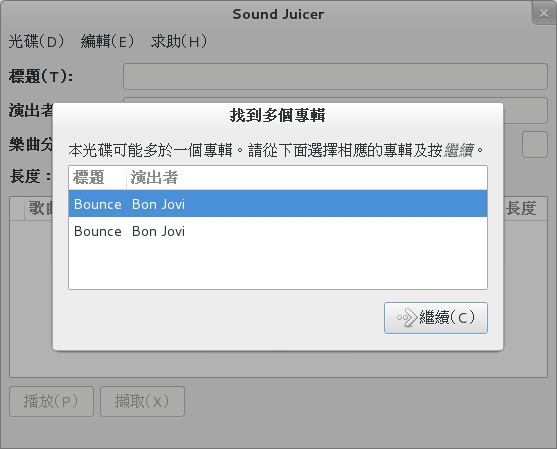 Sound Juicer
光碟(D) 編輯(E) 求助(H)
標題(T):
演出者
樂曲分
長度：
歌曲 長度
找到多個專輯
本光碟可能多於一個專輯。請從下面選擇相應的專輯及按繼續。
標題 演出者
Bounce Bon Jovi
Bounce Bon Jovi
繼續(C)
播放(P) 擷取(X)